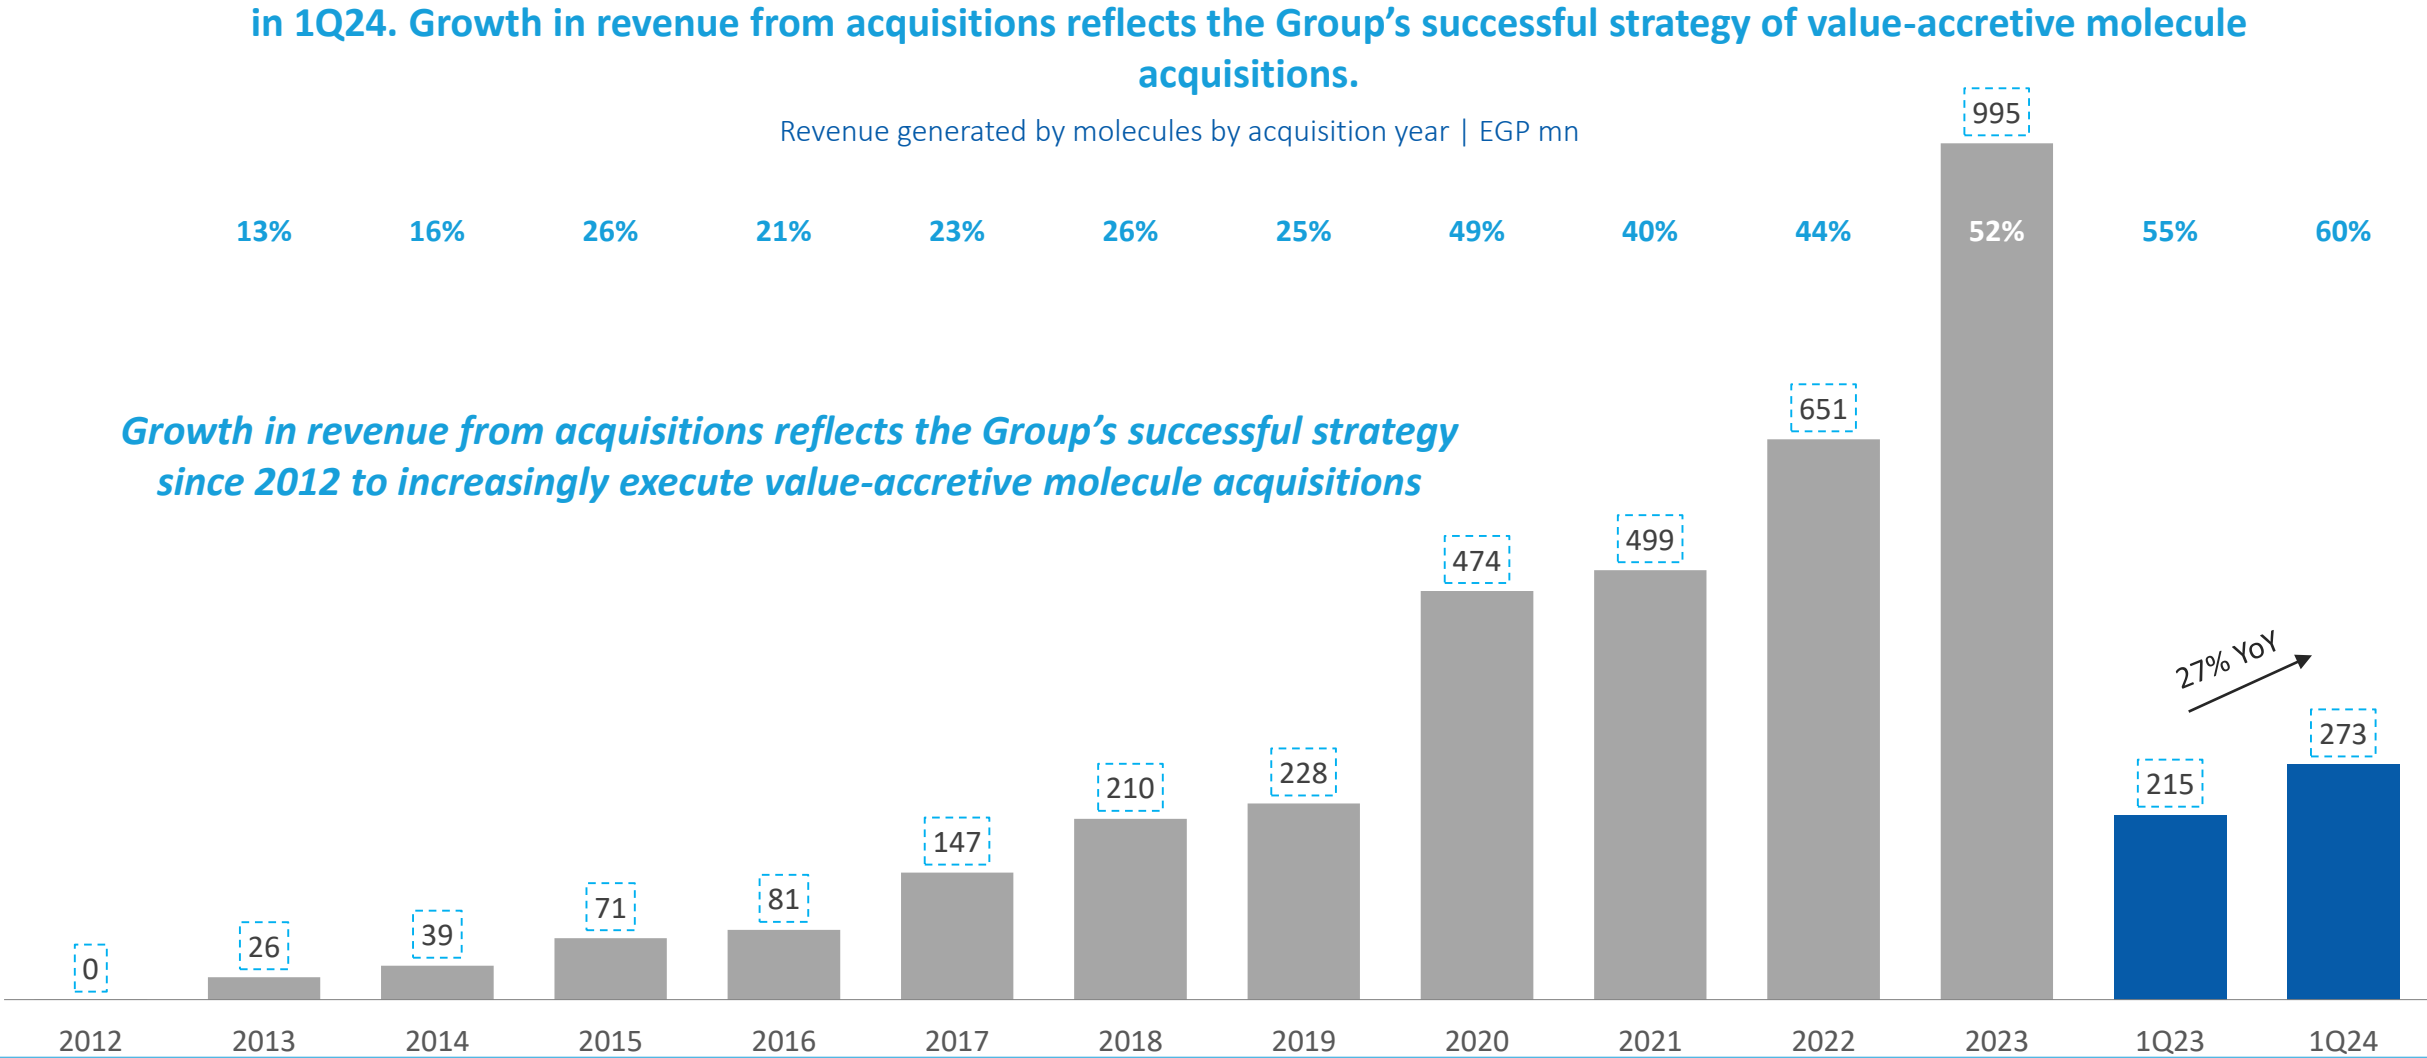 in 1Q24. Growth in revenue from acquisitions reflects the Group’s successful strategy of value-accretive molecule
acquisitions.
Revenue generated by molecules by acquisition year | EGP mn
13% 16% 26% 21% 23% 26% 25% 49% 40% 44% 52% 55% 60%
Growth in revenue from acquisitions reflects the Group’s successful strategy
since 2012 to increasingly execute value-accretive molecule acquisitions
0 26 39 71 81 147 210 228 474 499 651 995 215 273
27% YoY
2012 2013 2014 2015 2016 2017 2018 2019 2020 2021 2022 2023 1Q23 1Q24